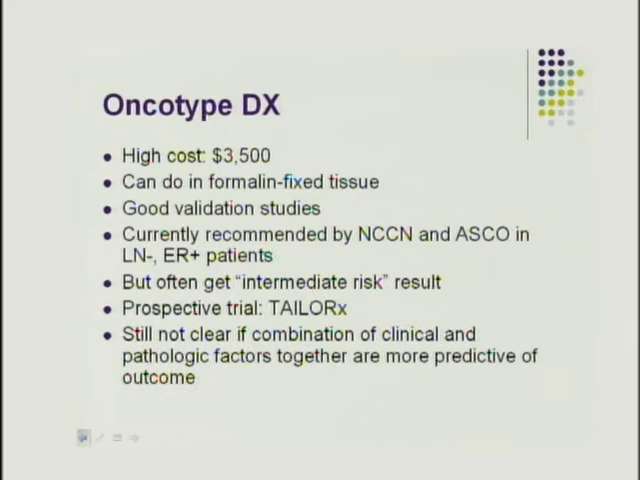 Oncotype DX
• High cost: $3,500
• Can do in formalin-fixed tissue
• Good validation studies
• Currently recommended by NCCN and ASCO in
LN-, ER+ patients
• But often get “intermediate risk” result
• Prospective trial: TAILORx
• Still not clear if combination of clinical and
pathologic factors together are more predictive of
outcome